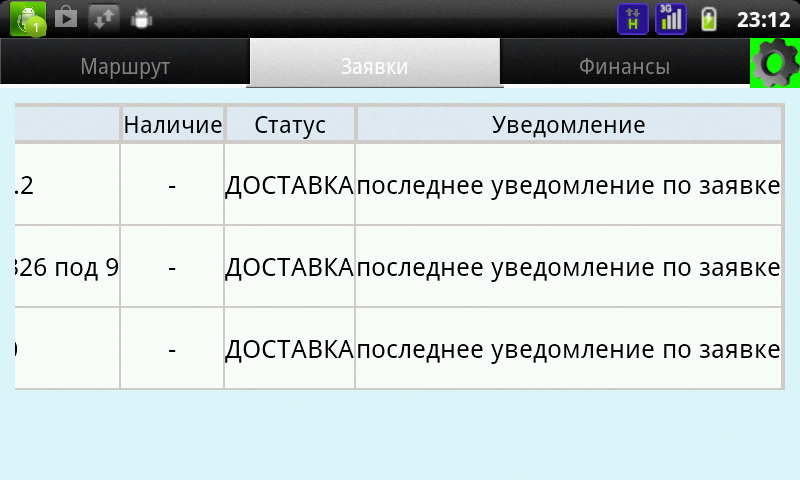 1
3G
H
23:12
Маршрут Заявки Финансы
Наличие Статус Уведомление
.2 - ДОСТАВКА последнее уведомление по заявке
326 под 9 - ДОСТАВКА последнее уведомление по заявке
- ДОСТАВКА последнее уведомление по заявке